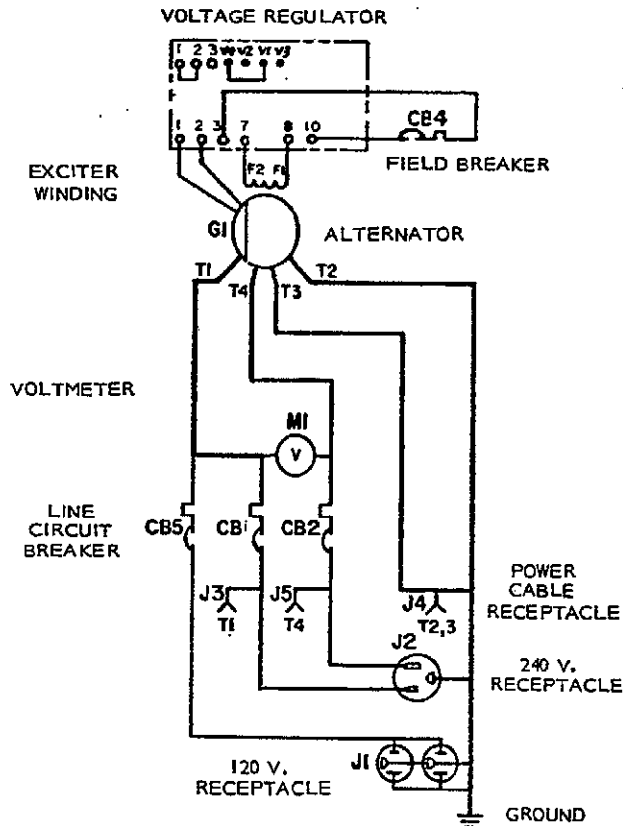 VOLTAGE REGULATOR
1 2 3 V4 V2 V1 V3
1 2 3 7 8 10
CB4
F2 F1
FIELD BREAKER
EXCITER
WINDING
G1
ALTERNATOR
T1 T4 T3 T2
VOLTMETER
M1
V
LINE
CIRCUIT
BREAKER
CB5 CB1 CB2
J3 J5 J4
T1 T4 T2,3
POWER
CABLE
RECEPTACLE
J2
240 V.
RECEPTACLE
J1
120 V.
RECEPTACLE
GROUND